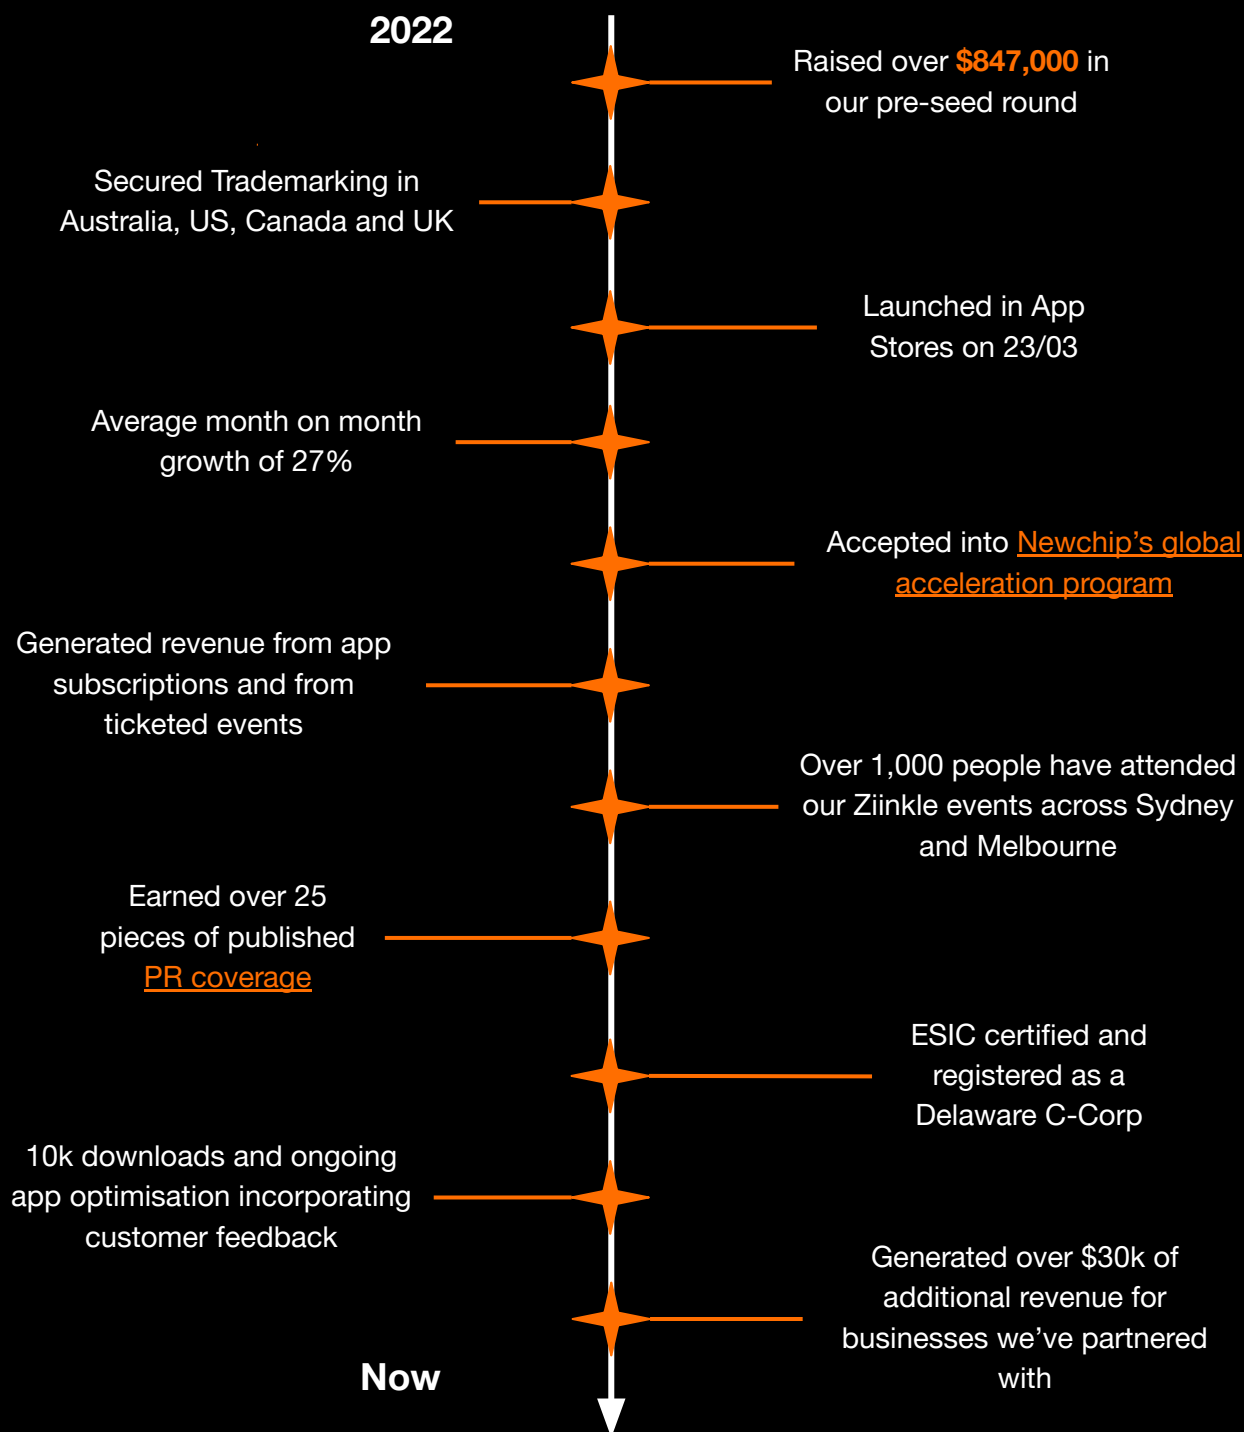 2022
Raised over $847,000 in
our pre-seed round
Secured Trademarking in
Australia, US, Canada and UK
Launched in App
Stores on 23/03
Average month on month
growth of 27%
Accepted into Newchip’s global
acceleration program
Generated revenue from app
subscriptions and from
ticketed events
Over 1,000 people have attended
our Ziinkle events across Sydney
and Melbourne
Earned over 25
pieces of published
PR coverage
ESIC certified and
registered as a
Delaware C-Corp
10k downloads and ongoing
app optimisation incorporating
customer feedback
Generated over $30k of
additional revenue for
businesses we’ve partnered
with
Now